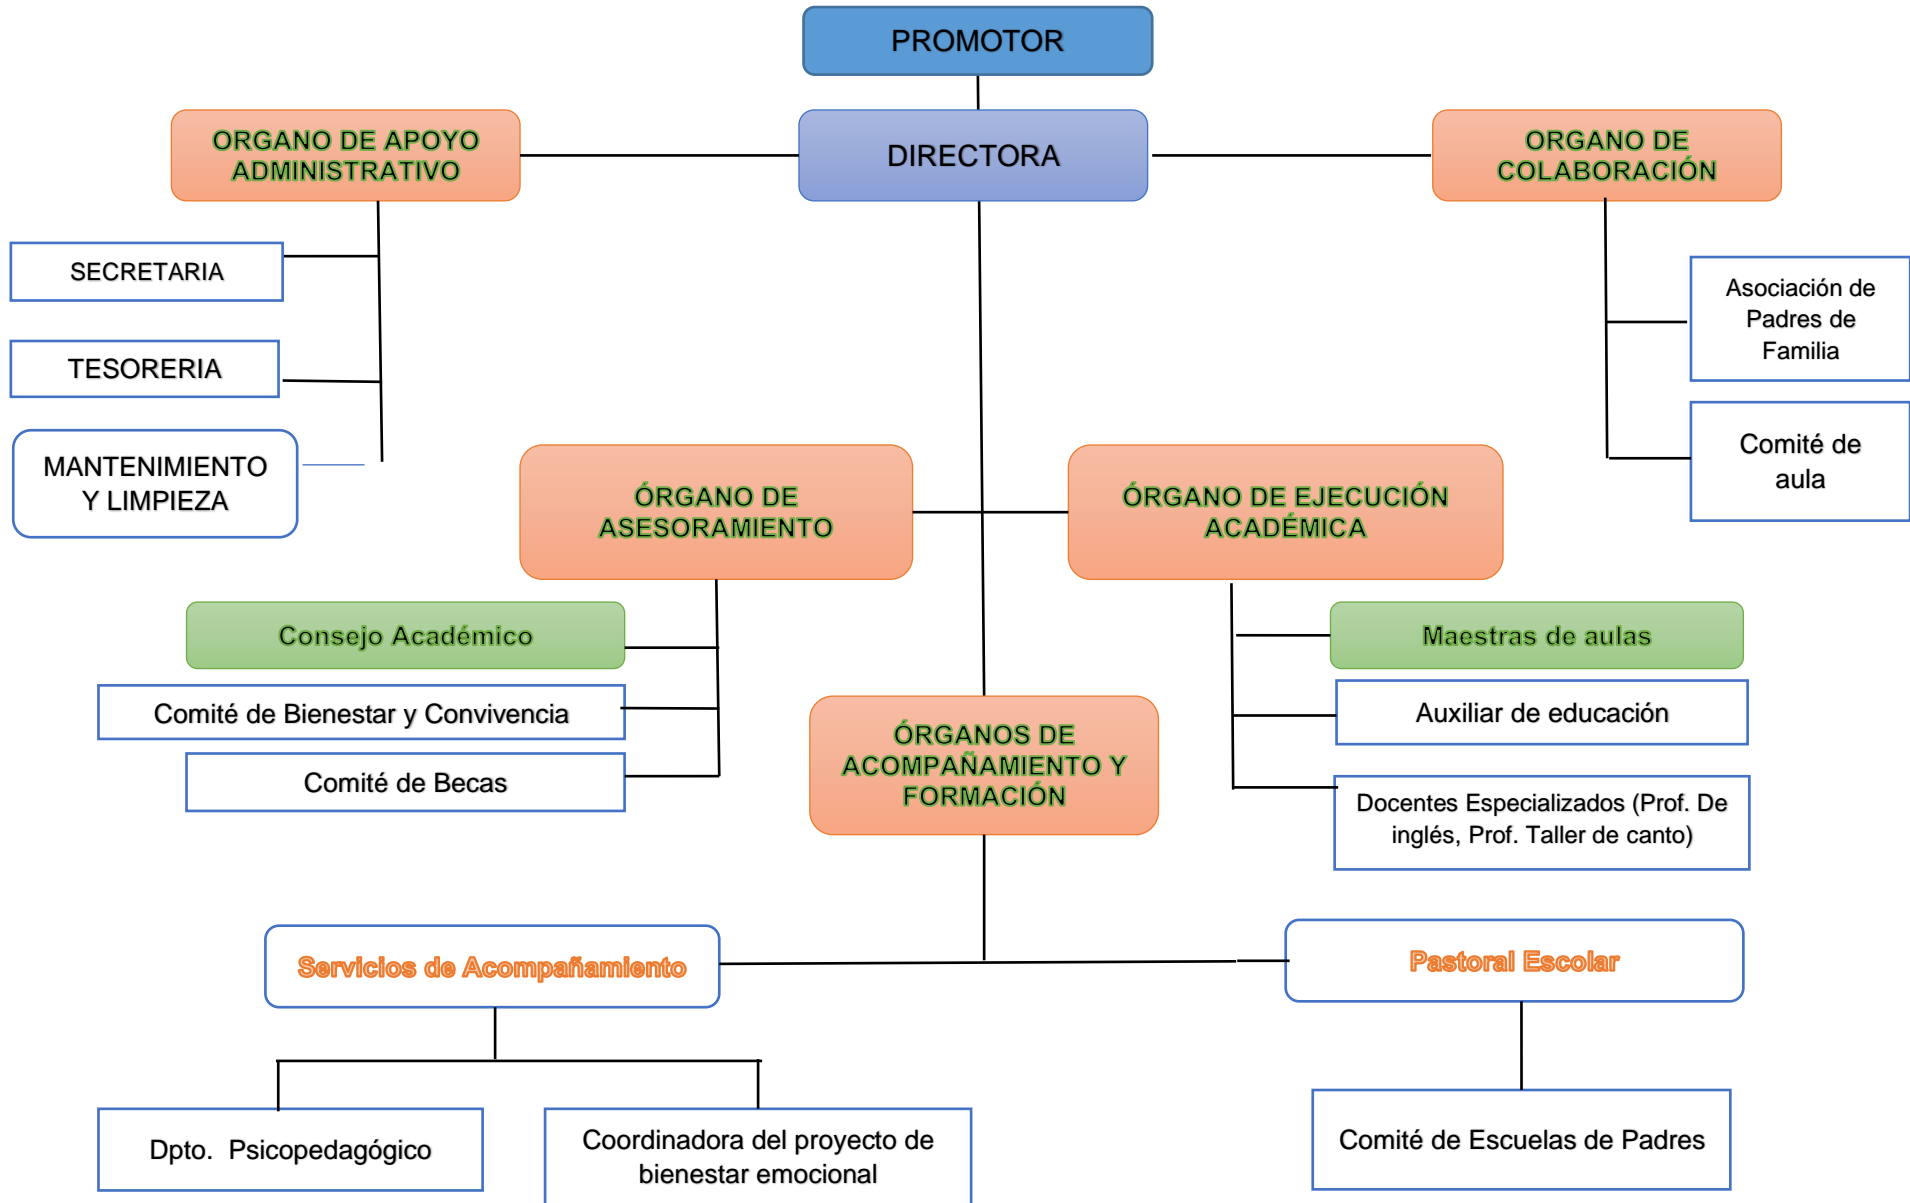 PROMOTOR
ORGANO DE APOYO
ADMINISTRATIVO
DIRECTORA
ORGANO DE
COLABORACIÓN
SECRETARIA
TESORERIA
MANTENIMIENTO
Y LIMPIEZA
Asociación de
Padres de
Familia
Comité de
aula
ÓRGANO DE
ASESORAMIENTO
ÓRGANO DE EJECUCIÓN
ACADÉMICA
Consejo Académico
Comité de Bienestar y Convivencia
Comité de Becas
Maestras de aulas
Auxiliar de educación
Docentes Especializados (Prof. De
inglés, Prof. Taller de canto)
ÓRGANOS DE
ACOMPAÑAMIENTO Y
FORMACIÓN
Servicios de Acompañamiento
Pastoral Escolar
Dpto. Psicopedagógico
Coordinadora del proyecto de
bienestar emocional
Comité de Escuelas de Padres